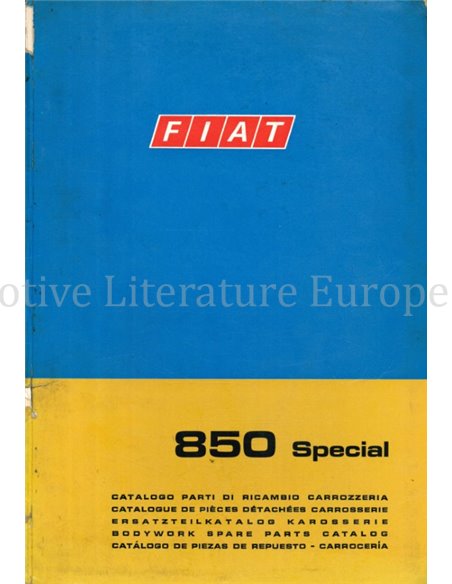 FIAT
otive Literature Europe
850 Special
CATALOGO PARTI DI RICAMBIO CARROZZERIA
CATALOGUE DE PIÈCES DÉTACHÉES CARROSSERIE
ERSATZTEILKATALOG KAROSSERIE
BODYWORK SPARE PARTS CATALOG
CATÁLOGO DE PIEZAS DE REPUESTO - CARROCERÍA